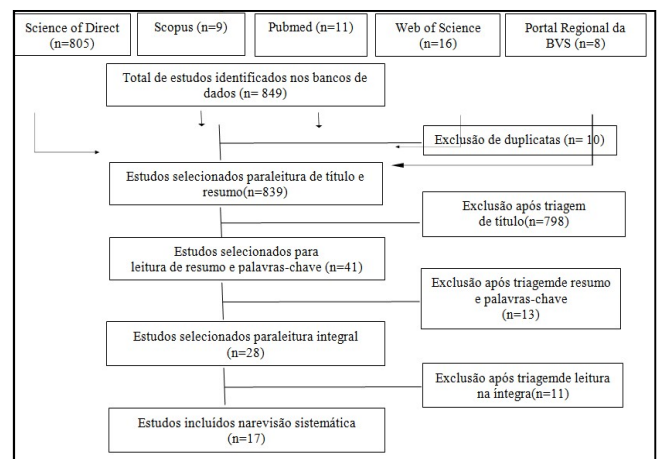 Science of Direct
(n=805)
Scopus (n=9)
Pubmed (n=11)
Web of Science
(n=16)
Portal Regional da
BVS (n=8)
Total de estudos identificados nos bancos de
dados (n= 849)
Exclusão de duplicatas (n= 10)
Estudos selecionados paraleitura de título e
resumo(n=839)
Exclusão após triagem
de título(n=798)
Estudos selecionados para
leitura de resumo e palavras-chave (n=41)
Exclusão após triagemde resumo
e palavras-chave
(n=13)
Estudos selecionados paraleitura integral
(n=28)
Exclusão após triagemde leitura
na íntegra(n=11)
Estudos incluídos narevisão sistemática
(n=17)